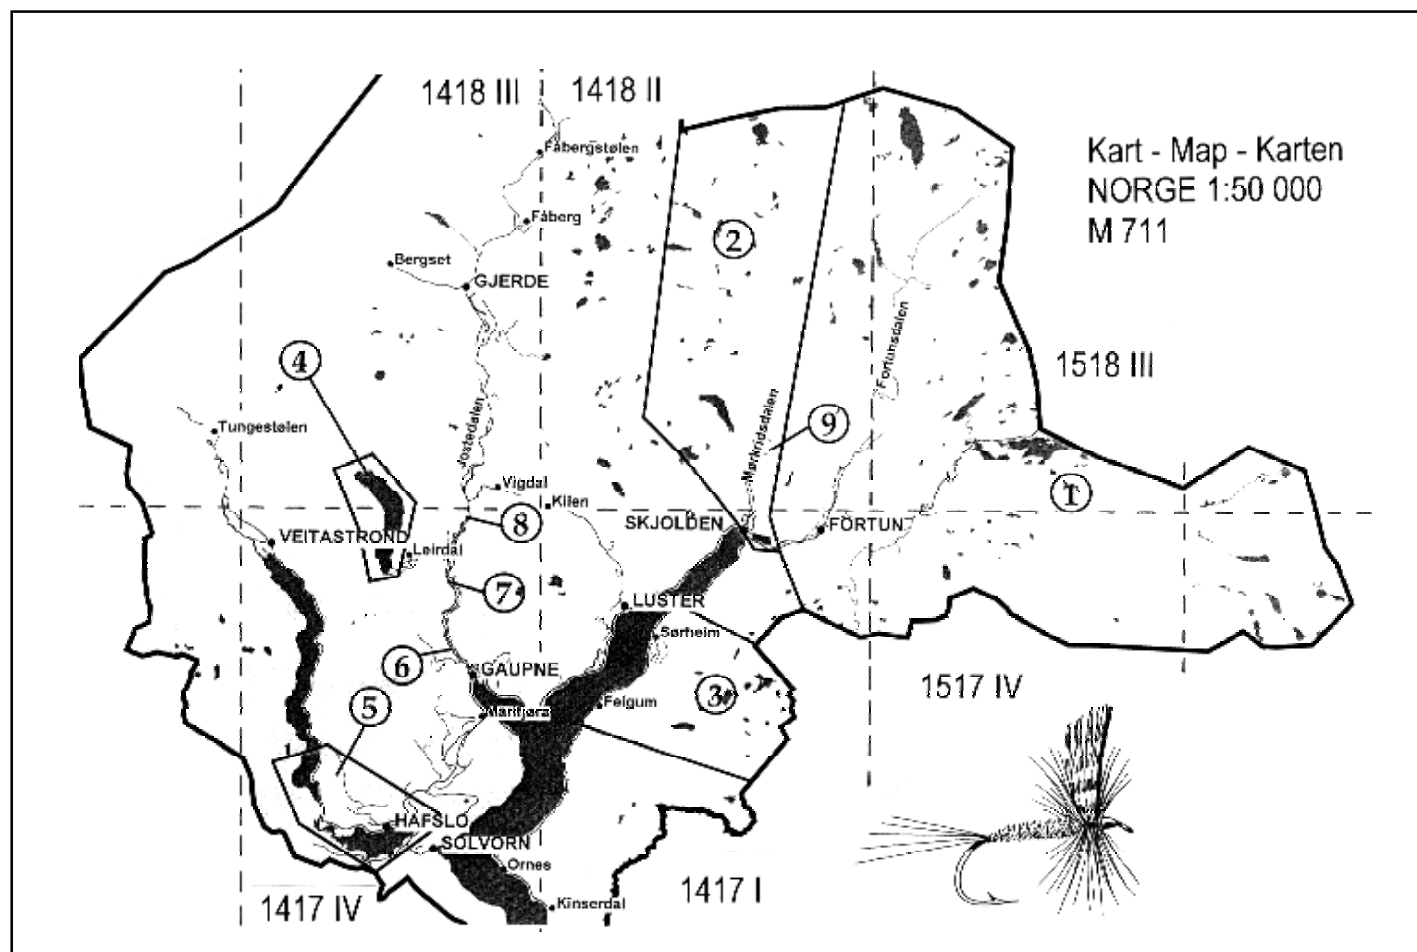 1418 III
1418 II
Kart - Map - Karten
NORGE 1:50 000
M 711
Fåbergstølen
Fåberg
2
Bergset
GJERDE
Fortunsdalen
4
1518 III
Tungestølen
Jostedalen
Mørkridsdalen
9
Vigdal
Kilen
1
8
SKJOLDEN
FORTUN
VEITASTROND
Leirdal
7
LUSTER
Sørheim
6
GAUPNE
3
1517 IV
5
Marifjøra
Feigum
HAFSLO
SOLVORN
Ornes
1417 I
1417 IV
Kinserdal